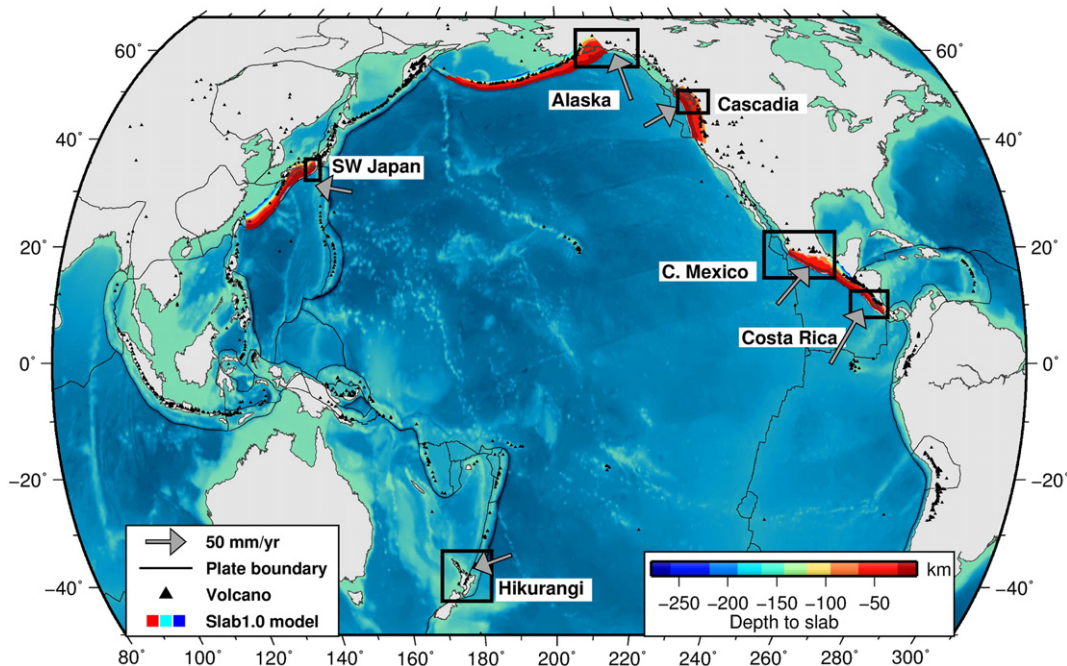 60˚
60˚
Alaska
Cascadia
40˚
40˚
SW Japan
20˚
20˚
C. Mexico
Costa Rica
0˚
0˚
−20˚
−20˚
50 mm/yr
Plate boundary
Volcano
Slab1.0 model
Hikurangi
km
−250 −200 −150 −100 −50
Depth to slab
−40˚
−40˚
80 100 120 140 160 180 200 220 240 260 280 300 310